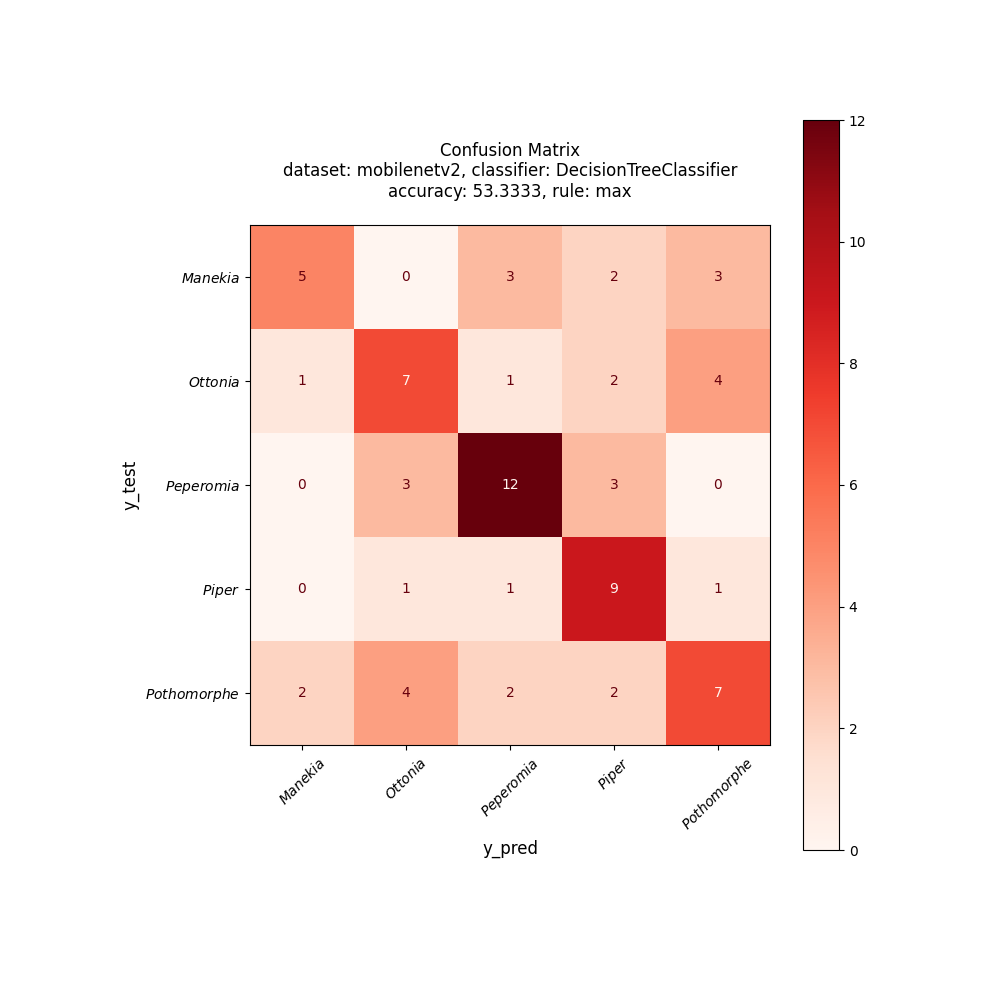 Confusion Matrix
dataset: mobilenetv2, classifier: DecisionTreeClassifier
accuracy: 53.3333, rule: max
y_test
Manekia 5 0 3 2 3
Ottonia 1 7 1 2 4
Peperomia 0 3 12 3 0
Piper 0 1 1 9 1
Pothomorphe 2 4 2 2 7
Manekia Ottonia Peperomia Piper Pothomorphe
y_pred
12
10
8
6
4
2
0